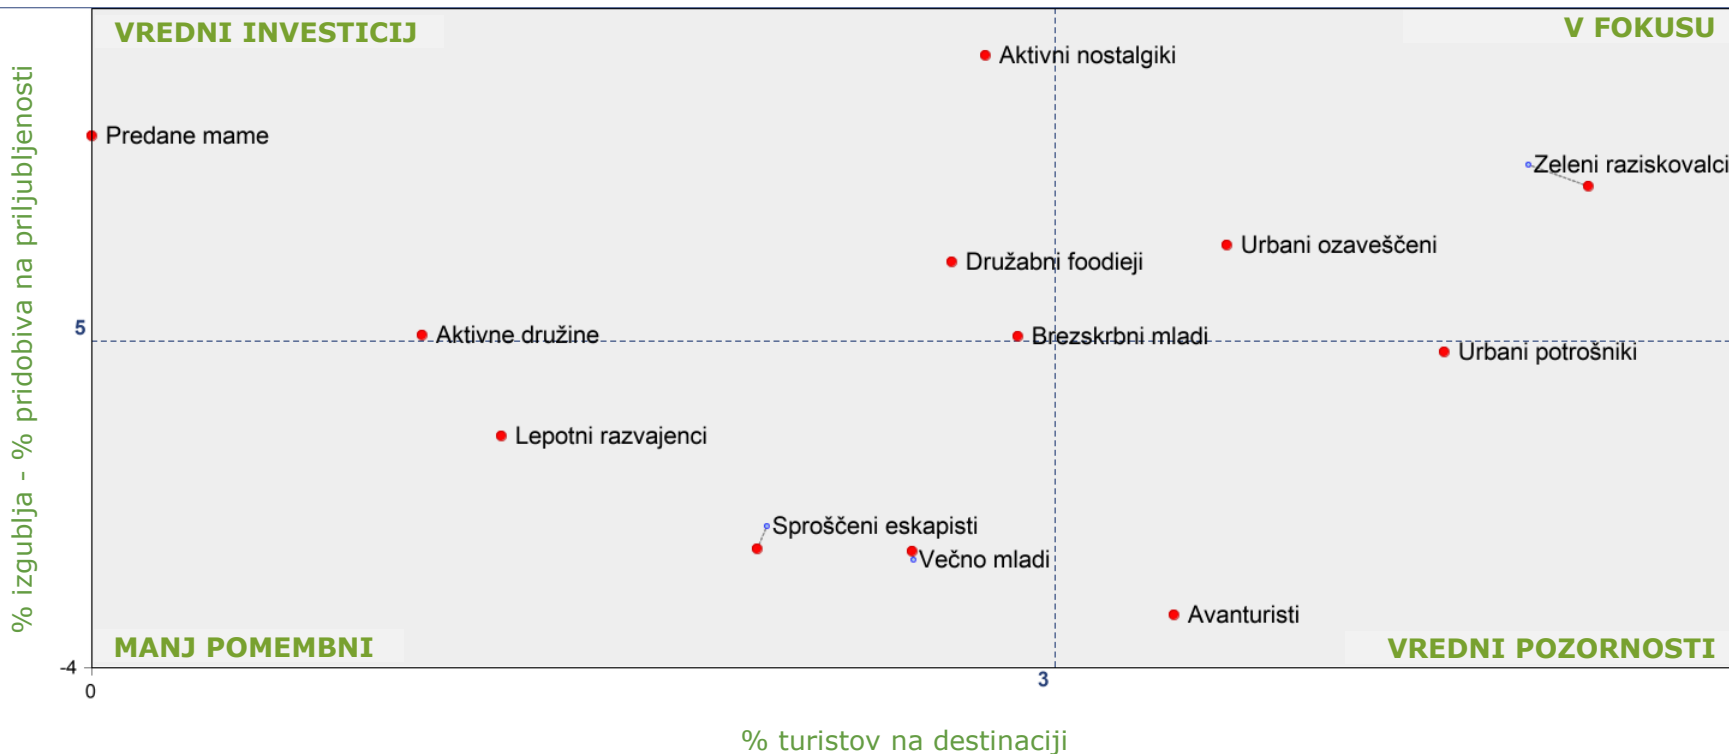 VREDNI INVESTICIJ
V FOKUSU
Aktivni nostalgiki
Predane mame
Zeleni raziskovalci
Urbani ozaveščeni
Družabni foodieji
5
Aktivne družine
Brezskrbni mladi
Urbani potrošniki
Lepotni razvajenci
Sproščeni eskapisti
Večno mladi
Avanturisti
MANJ POMEMBNI
VREDNI POZORNOSTI
-4
0
3
% turistov na destinaciji
% izgublja - % pridobiva na priljubljenosti